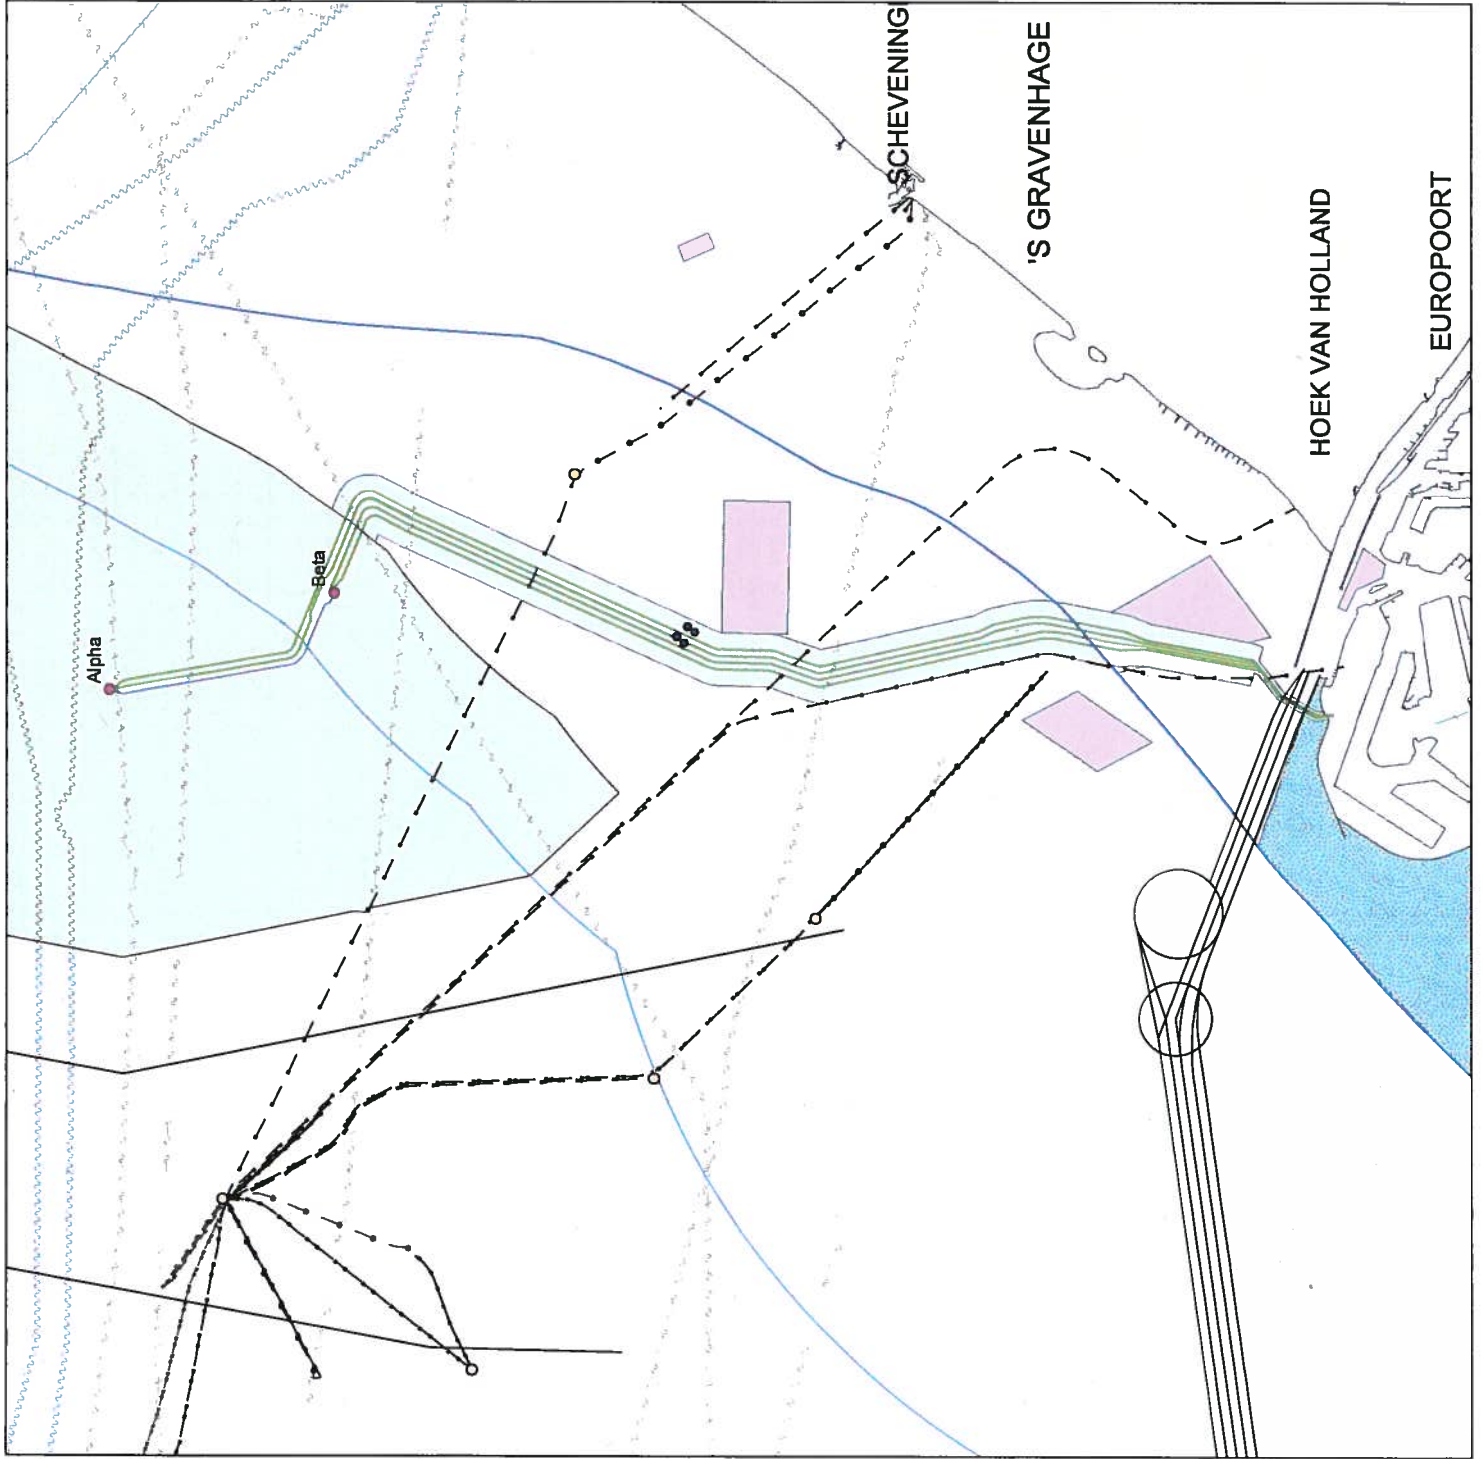 Alpha
Beta
SCHEVENING
'S GRAVENHAGE
HOEK VAN HOLLAND
EUROPOORT